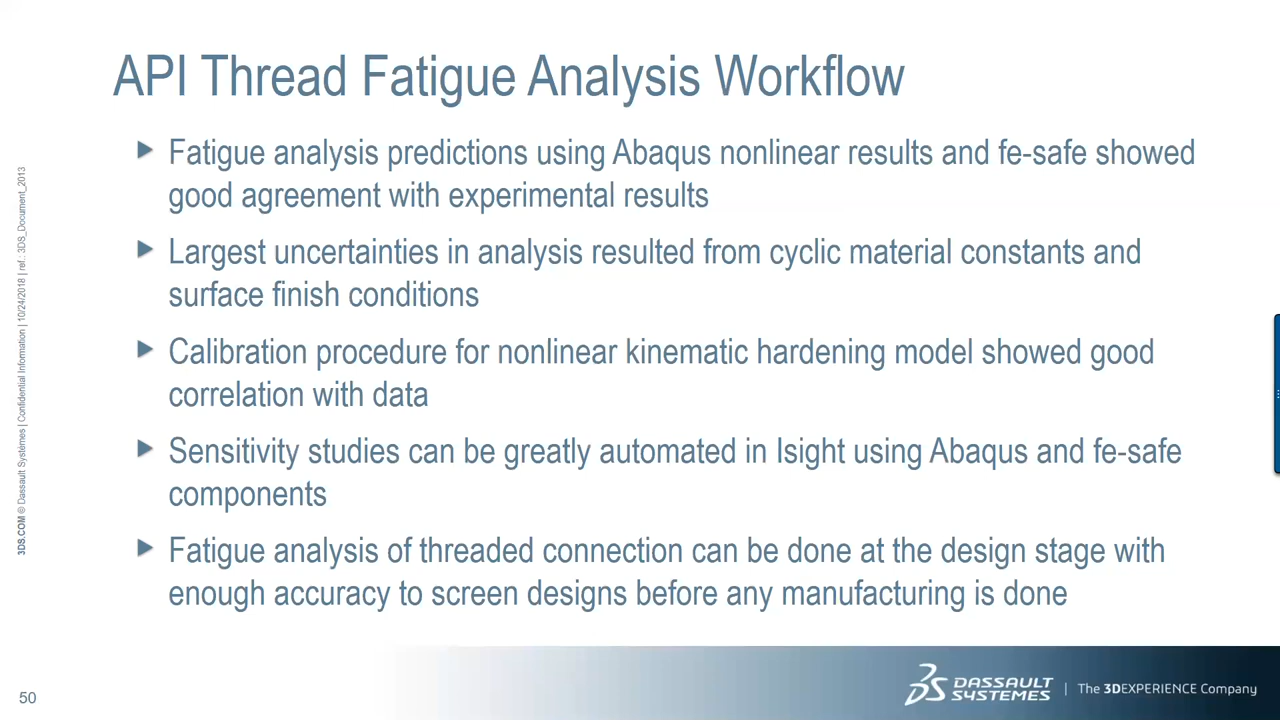 API Thread Fatigue Analysis Workflow
Fatigue analysis predictions using Abaqus nonlinear results and fe-safe showed
good agreement with experimental results
Largest uncertainties in analysis resulted from cyclic material constants and
surface finish conditions
Calibration procedure for nonlinear kinematic hardening model showed good
correlation with data
Sensitivity studies can be greatly automated in Isight using Abaqus and fe-safe
components
Fatigue analysis of threaded connection can be done at the design stage with
enough accuracy to screen designs before any manufacturing is done
3DS.COM © Dassault Systèmes | Confidential Information | 10/24/2018 | ref.: 3DS_Document_2013
50
DASSAULT
SYSTEMES
The 3DEXPERIENCE Company